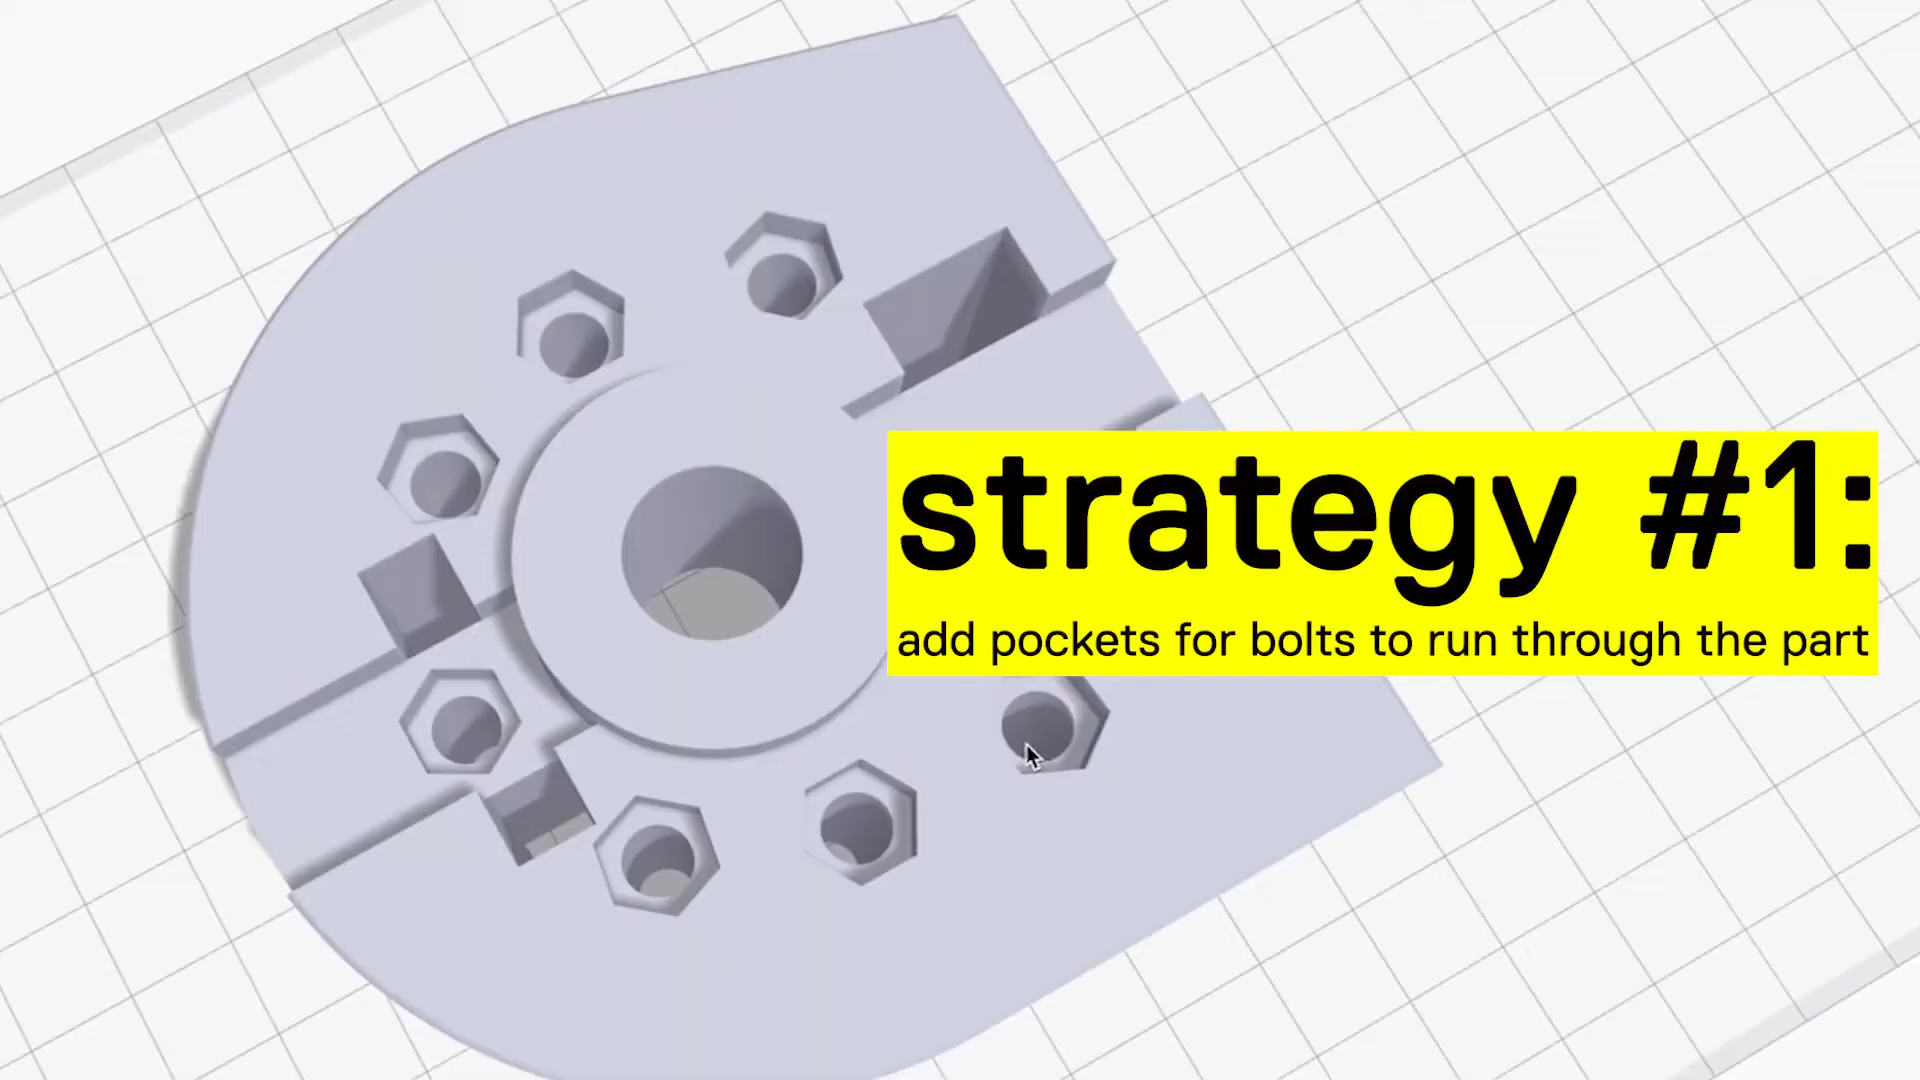 strategy #1:
add pockets for bolts to run through the part